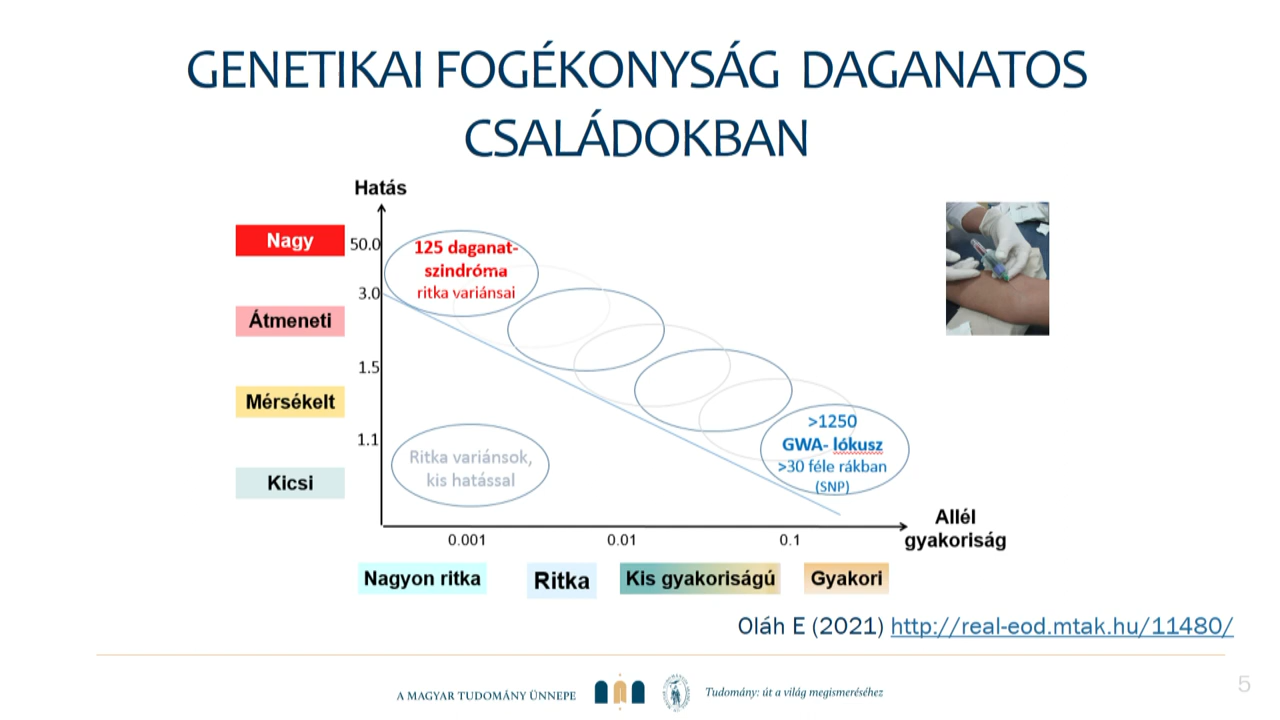 GENETIKAI FOGÉKONYSÁG DAGANATOS
CSALÁDOKBAN
Hatás
Nagy
50.0
125 daganat-
szindróma
ritka variánsai
3.0
Átmeneti
1.5
Mérsékelt
1.1
>1250
GWA- lókusz
>30 féle rákban
(SNP)
Ritka variánsok,
kis hatással
Kicsi
Allél
gyakoriság
0.001
0.01
0.1
Nagyon ritka
Ritka
Kis gyakoriságú
Gyakori
Oláh E (2021) http://real-eod.mtak.hu/11480/
A MAGYAR TUDOMÁNY ÜNNEPE
Tudomány: út a világ megismeréséhez
5